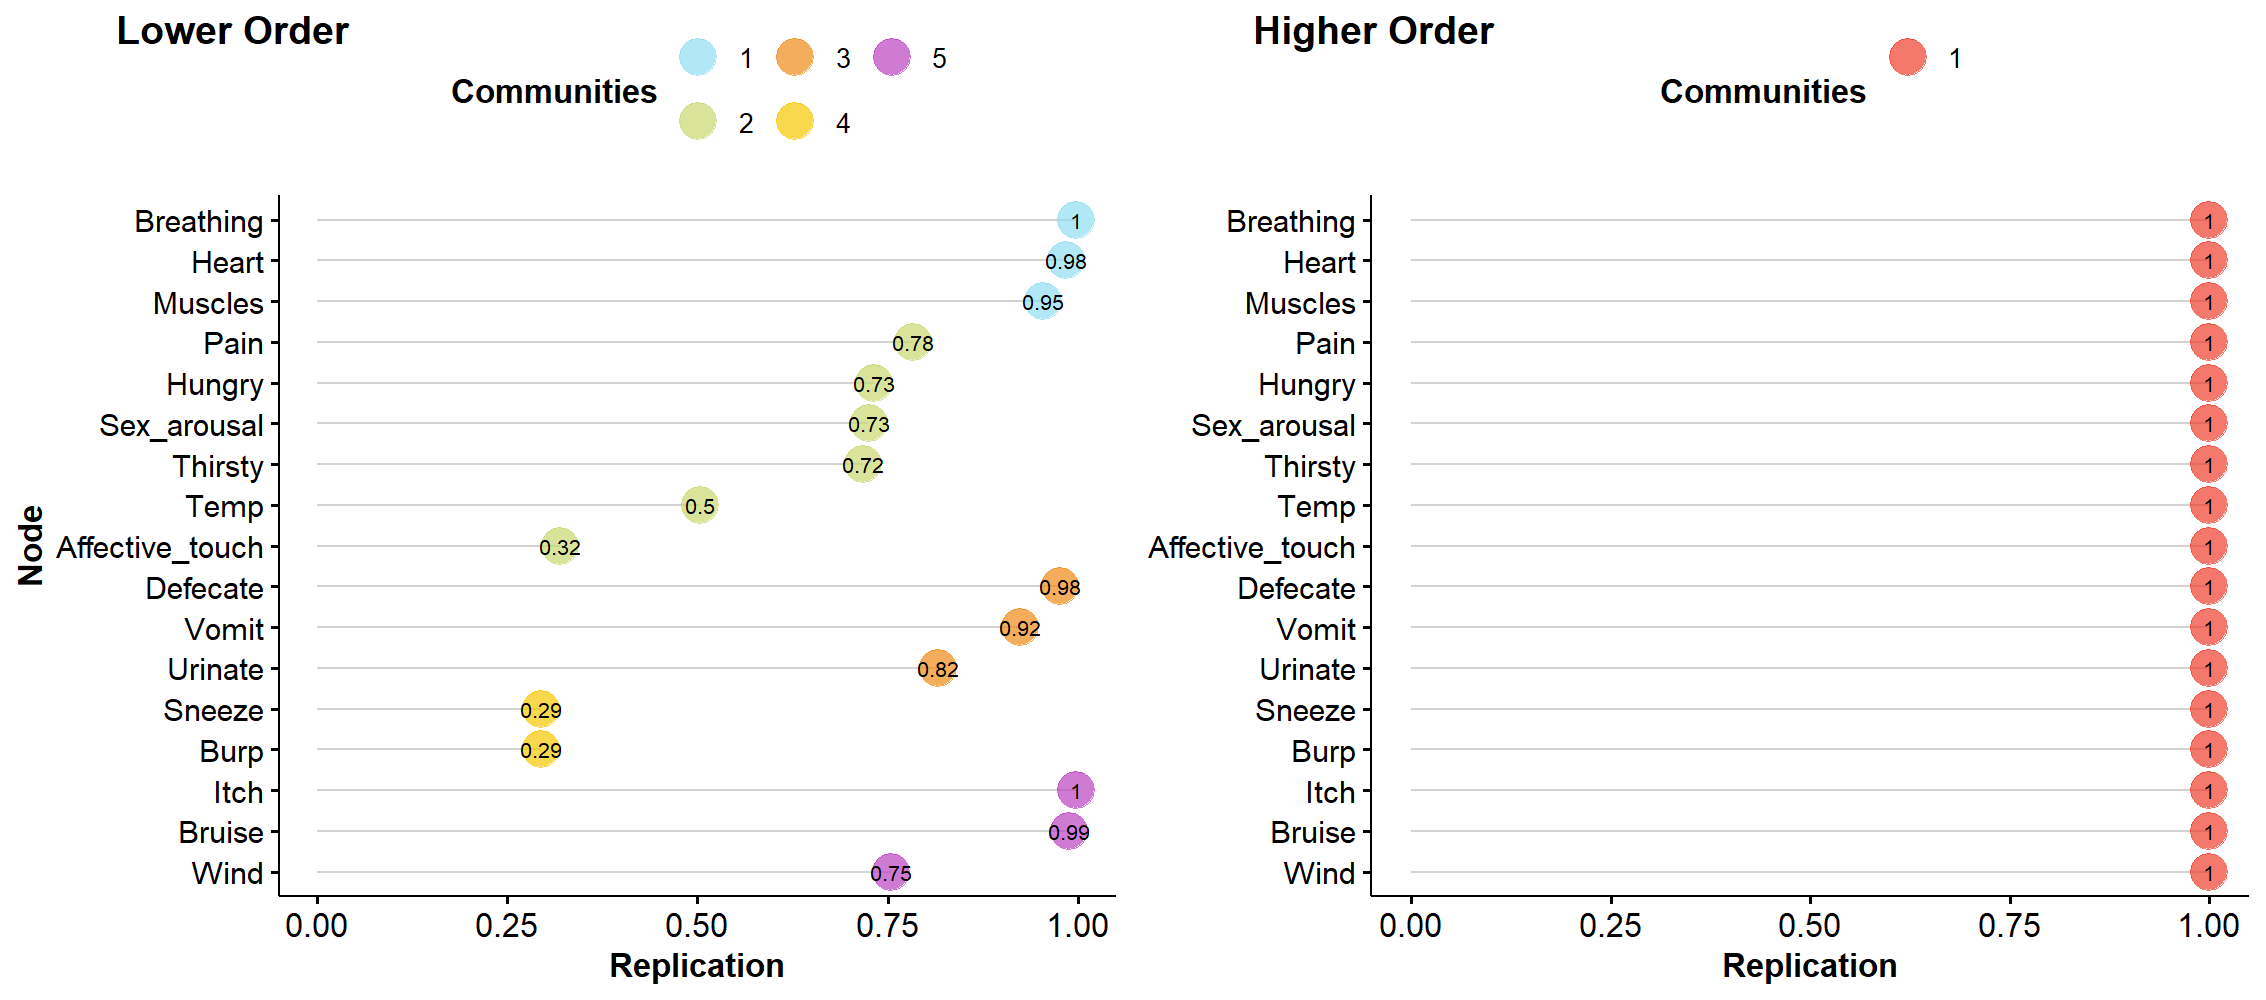 Lower Order
Communities
1 3 5
2 4
Node
Breathing 1
Heart 0.98
Muscles 0.95
Pain 0.78
Hungry 0.73
Sex_arousal 0.73
Thirsty 0.72
Temp 0.5
Affective_touch 0.32
Defecate 0.98
Vomit 0.92
Urinate 0.82
Sneeze 0.29
Burp 0.29
Itch 1
Bruise 0.99
Wind 0.75
0.00 0.25 0.50 0.75 1.00
Replication
Higher Order
Communities
1
Breathing 1
Heart 1
Muscles 1
Pain 1
Hungry 1
Sex_arousal 1
Thirsty 1
Temp 1
Affective_touch 1
Defecate 1
Vomit 1
Urinate 1
Sneeze 1
Burp 1
Itch 1
Bruise 1
Wind 1
0.00 0.25 0.50 0.75 1.00
Replication